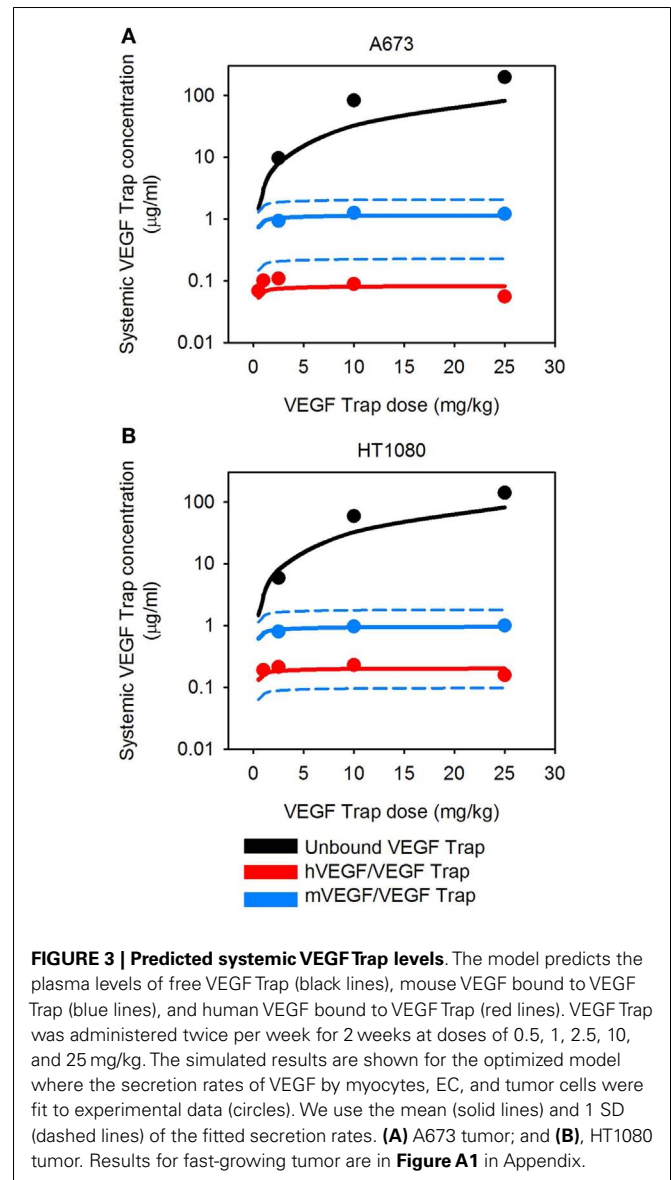 A
A673
Systemic VEGF Trap concentration
(µg/ml)
100
10
1
0.1
0.01
0 5 10 15 20 25 30
VEGF Trap dose (mg/kg)
B
HT1080
Systemic VEGF Trap concentration
(µg/ml)
100
10
1
0.1
0.01
0 5 10 15 20 25 30
VEGF Trap dose (mg/kg)
Unbound VEGF Trap
hVEGF/VEGF Trap
mVEGF/VEGF Trap
FIGURE 3 | Predicted systemic VEGF Trap levels. The model predicts the
plasma levels of free VEGF Trap (black lines), mouse VEGF bound to VEGF
Trap (blue lines), and human VEGF bound to VEGF Trap (red lines). VEGF Trap
was administered twice per week for 2 weeks at doses of 0.5, 1, 2.5, 10,
and 25 mg/kg. The simulated results are shown for the optimized model
where the secretion rates of VEGF by myocytes, EC, and tumor cells were
fit to experimental data (circles). We use the mean (solid lines) and 1 SD
(dashed lines) of the fitted secretion rates. (A) A673 tumor; and (B), HT1080
tumor. Results for fast-growing tumor are in Figure A1 in Appendix.